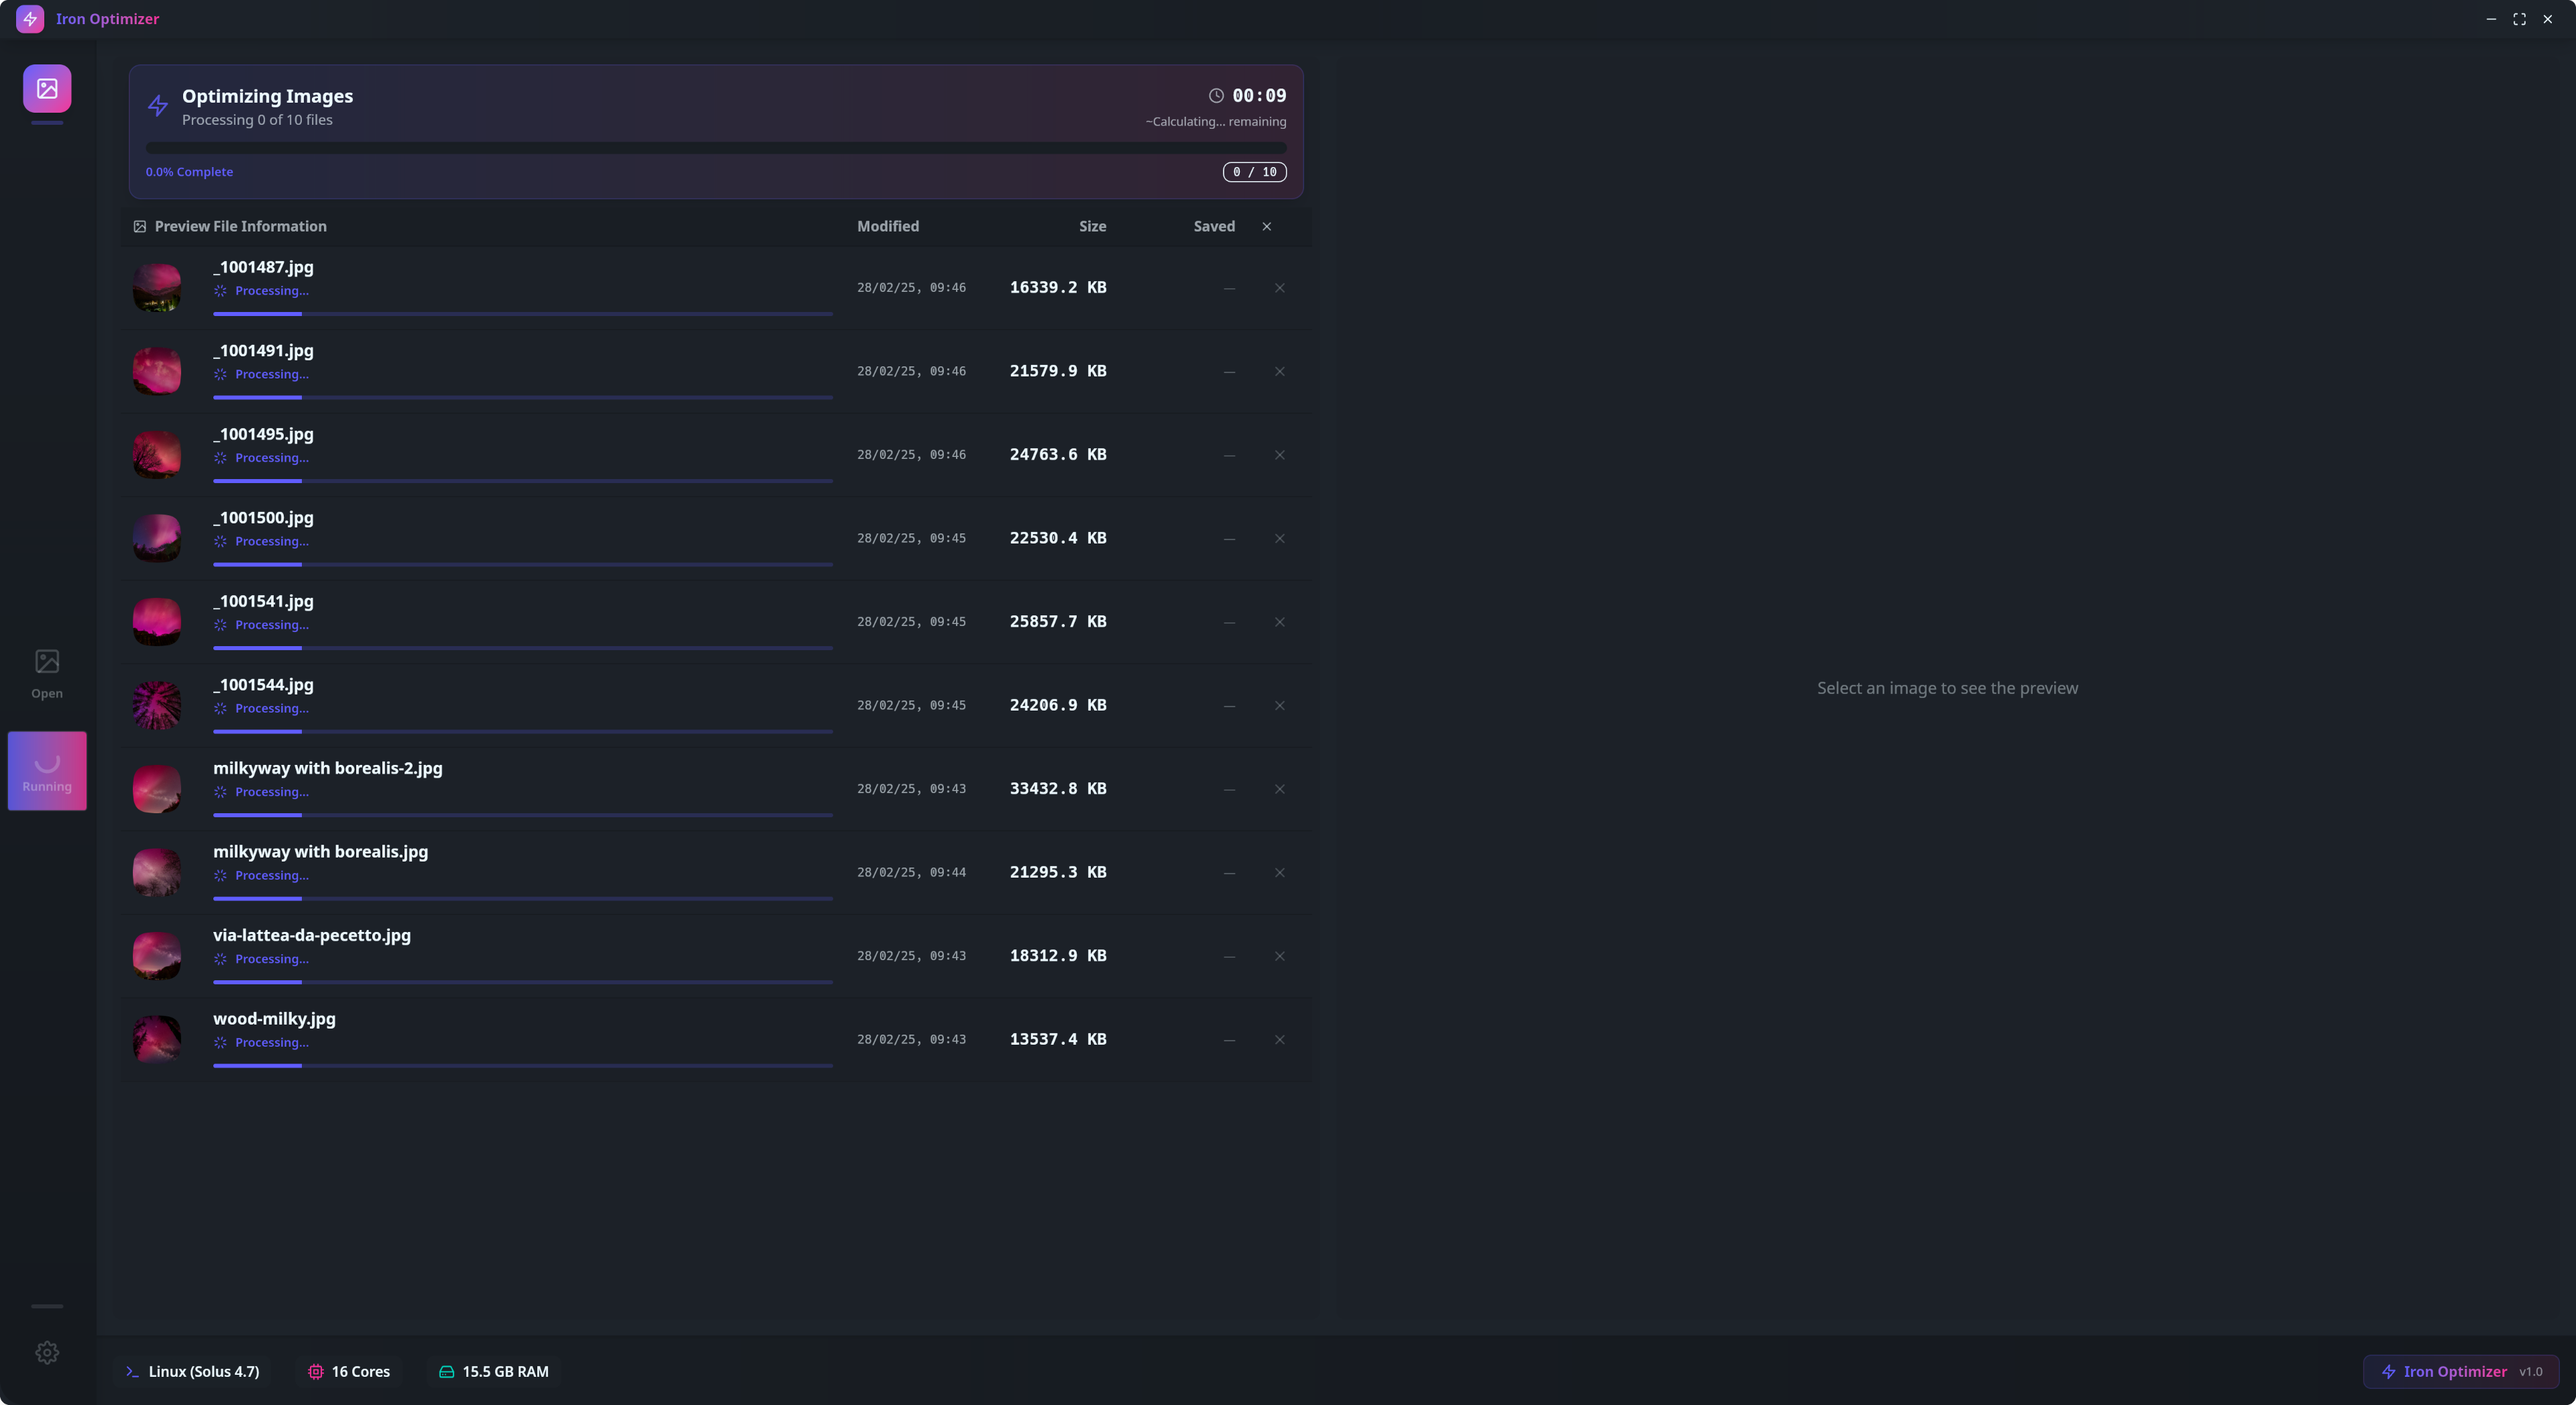 Iron Optimizer
Optimizing Images
Processing 0 of 10 files
00:09
~Calculating... remaining
0.0% Complete
0 / 10
Preview File Information Modified Size Saved
_1001487.jpg
Processing...
28/02/25, 09:46 16339.2 KB —
_1001491.jpg
Processing...
28/02/25, 09:46 21579.9 KB —
_1001495.jpg
Processing...
28/02/25, 09:46 24763.6 KB —
_1001500.jpg
Processing...
28/02/25, 09:45 22530.4 KB —
_1001541.jpg
Processing...
28/02/25, 09:45 25857.7 KB —
_1001544.jpg
Processing...
28/02/25, 09:45 24206.9 KB —
milkyway with borealis-2.jpg
Processing...
28/02/25, 09:43 33432.8 KB —
milkyway with borealis.jpg
Processing...
28/02/25, 09:44 21295.3 KB —
via-lattea-da-pecetto.jpg
Processing...
28/02/25, 09:43 18312.9 KB —
wood-milky.jpg
Processing...
28/02/25, 09:43 13537.4 KB —
Open
Running
Select an image to see the preview
Linux (Solus 4.7) 16 Cores 15.5 GB RAM
Iron Optimizer v1.0